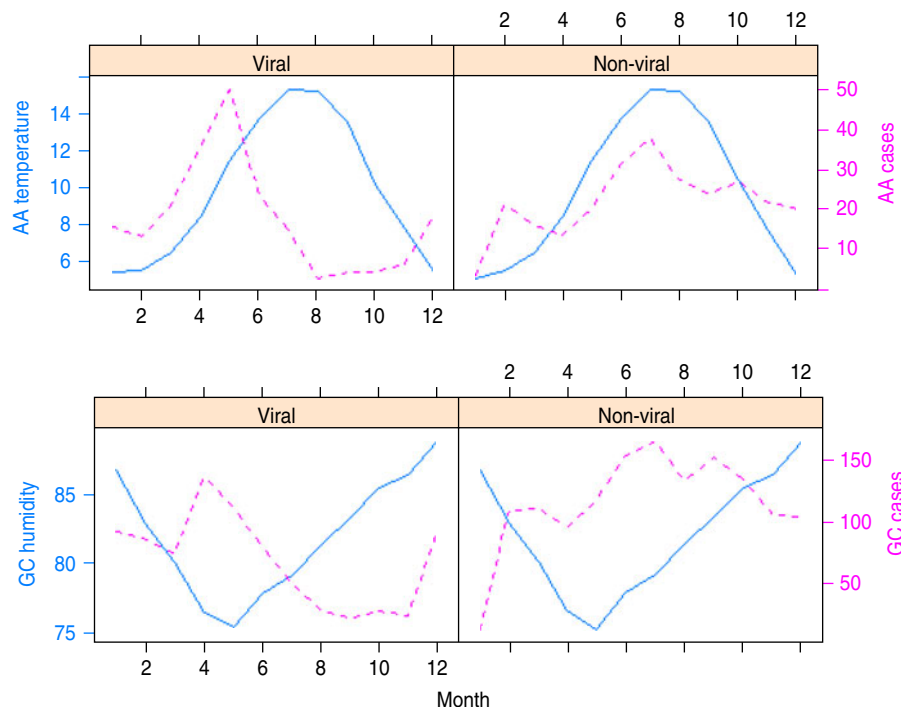 2 4 6 8 10 12
Viral Non-viral
AA temperature
14
12
10
8
6
50
40
30
20
10
AA cases
2 4 6 8 10 12
2 4 6 8 10 12
Viral Non-viral
GC humidity
85
80
75
150
100
50
GC cases
2 4 6 8 10 12
Month